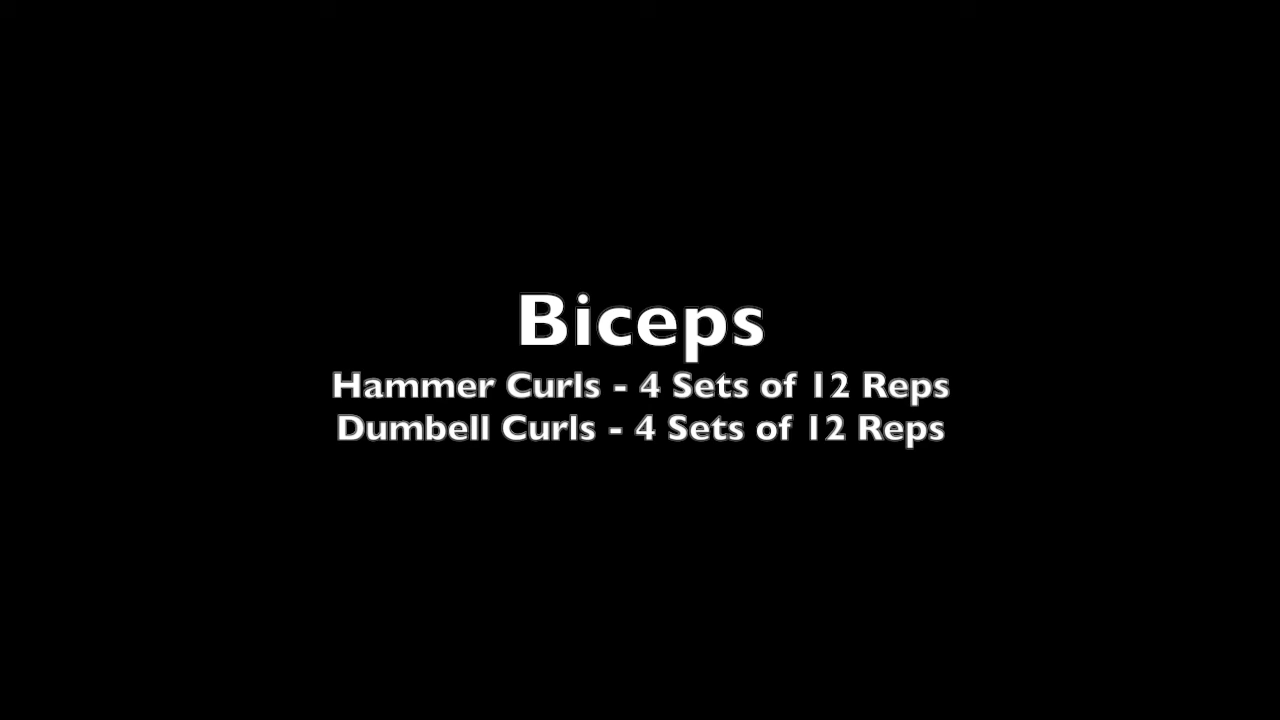 Biceps
Hammer Curls - 4 Sets of 12 Reps
Dumbell Curls - 4 Sets of 12 Reps